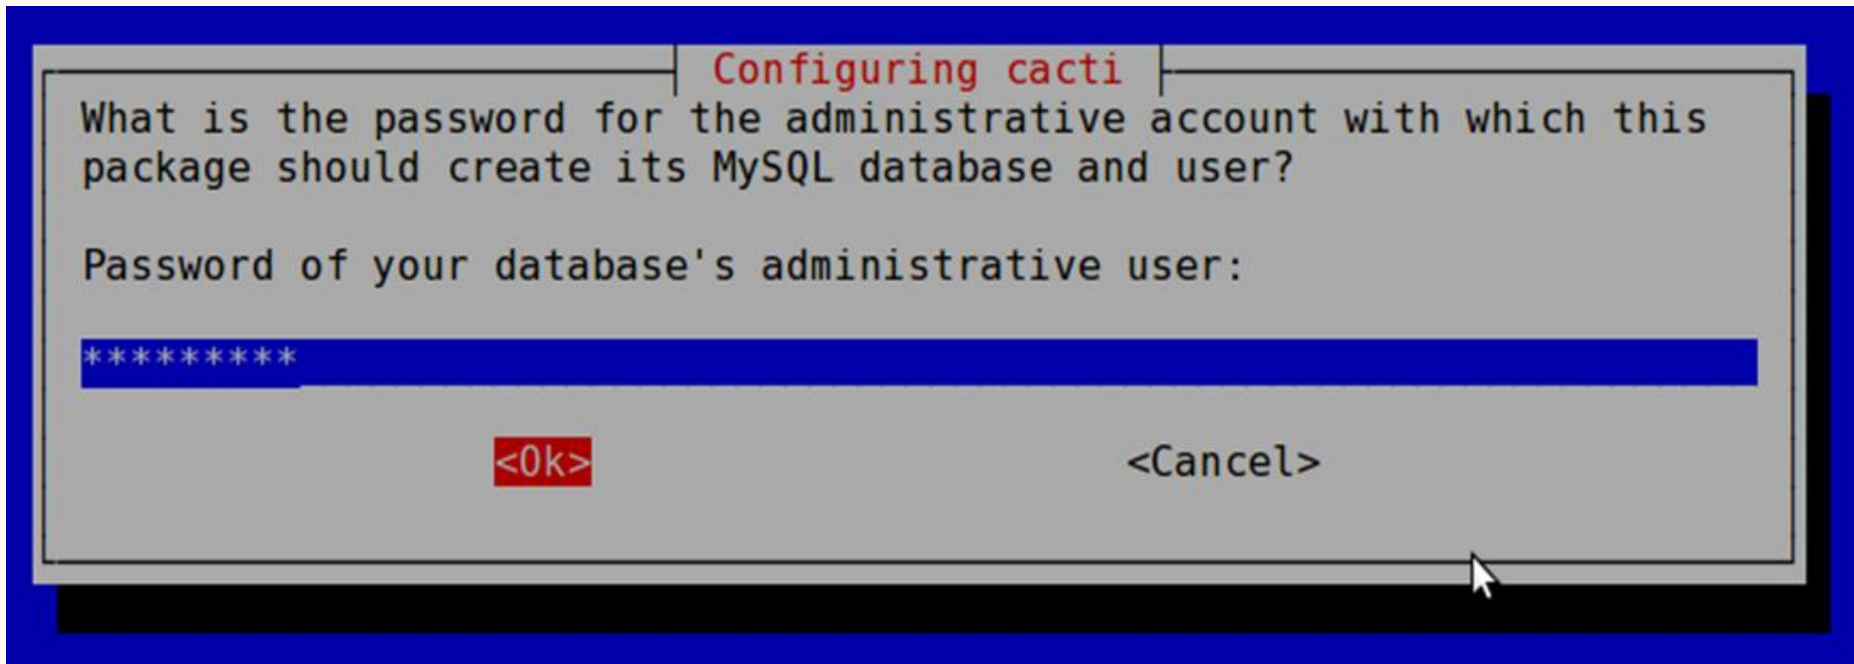 Configuring cacti
What is the password for the administrative account with which this
package should create its MySQL database and user?
Password of your database's administrative user:
*********
<Ok> <Cancel>